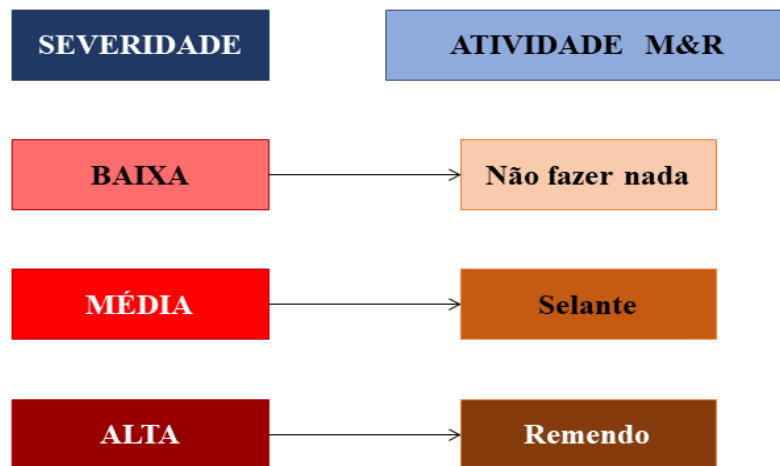 SEVERIDADE
ATIVIDADE M&R
BAIXA
Não fazer nada
MÉDIA
Selante
ALTA
Remendo